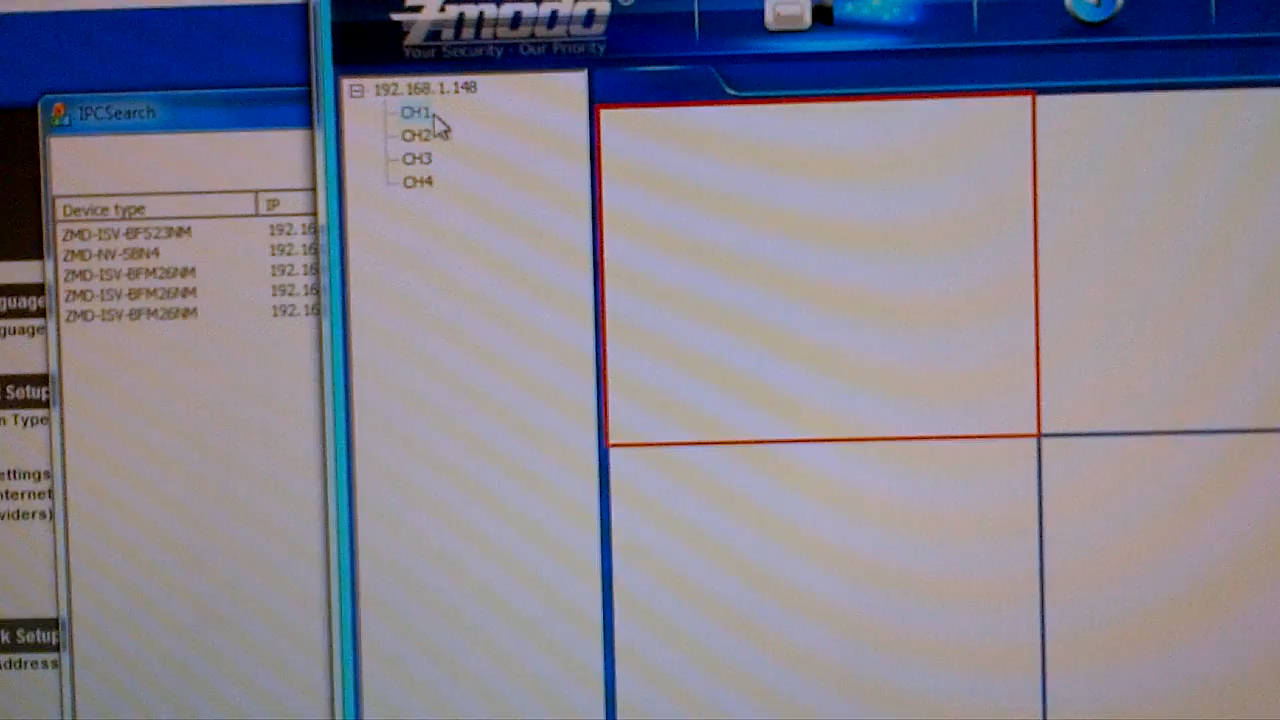 Zmodo
Your Security - Our Priority
192.168.1.148
CH1
CH2
CH3
CH4
IPCSearch
Device type IP
ZMD-ISV-BFS23NM 192.16
ZMD-NV-SBN4 192.16
ZMD-ISV-BFM26NM 192.16
ZMD-ISV-BFM26NM 192.16
ZMD-ISV-BFM26NM 192.16
guage
guage
Setup
n Type
ettings
nternet
viders)
k Setup
address